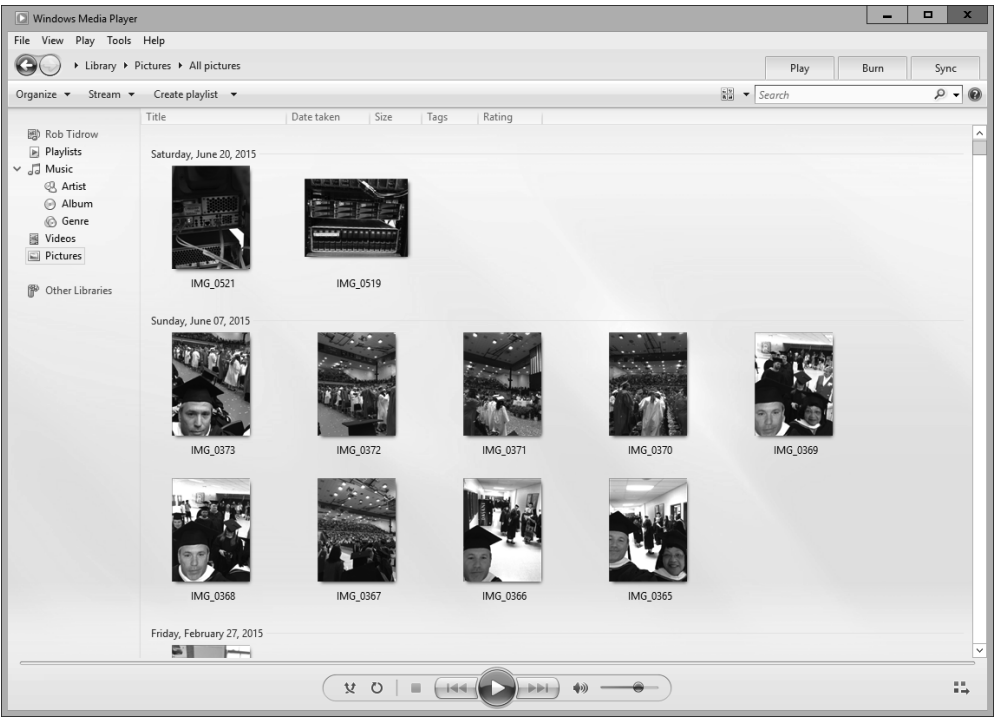 Windows Media Player
File View Play Tools Help
Library Pictures All pictures
Play Burn Sync
Organize Stream Create playlist Search
Title Date taken Size Tags Rating
Rob Tidrow
Playlists
Music
Artist
Album
Genre
Videos
Pictures
Other Libraries
Saturday, June 20, 2015
IMG_0521 IMG_0519
Sunday, June 07, 2015
IMG_0373 IMG_0372 IMG_0371 IMG_0370 IMG_0369
IMG_0368 IMG_0367 IMG_0366 IMG_0365
Friday, February 27, 2015